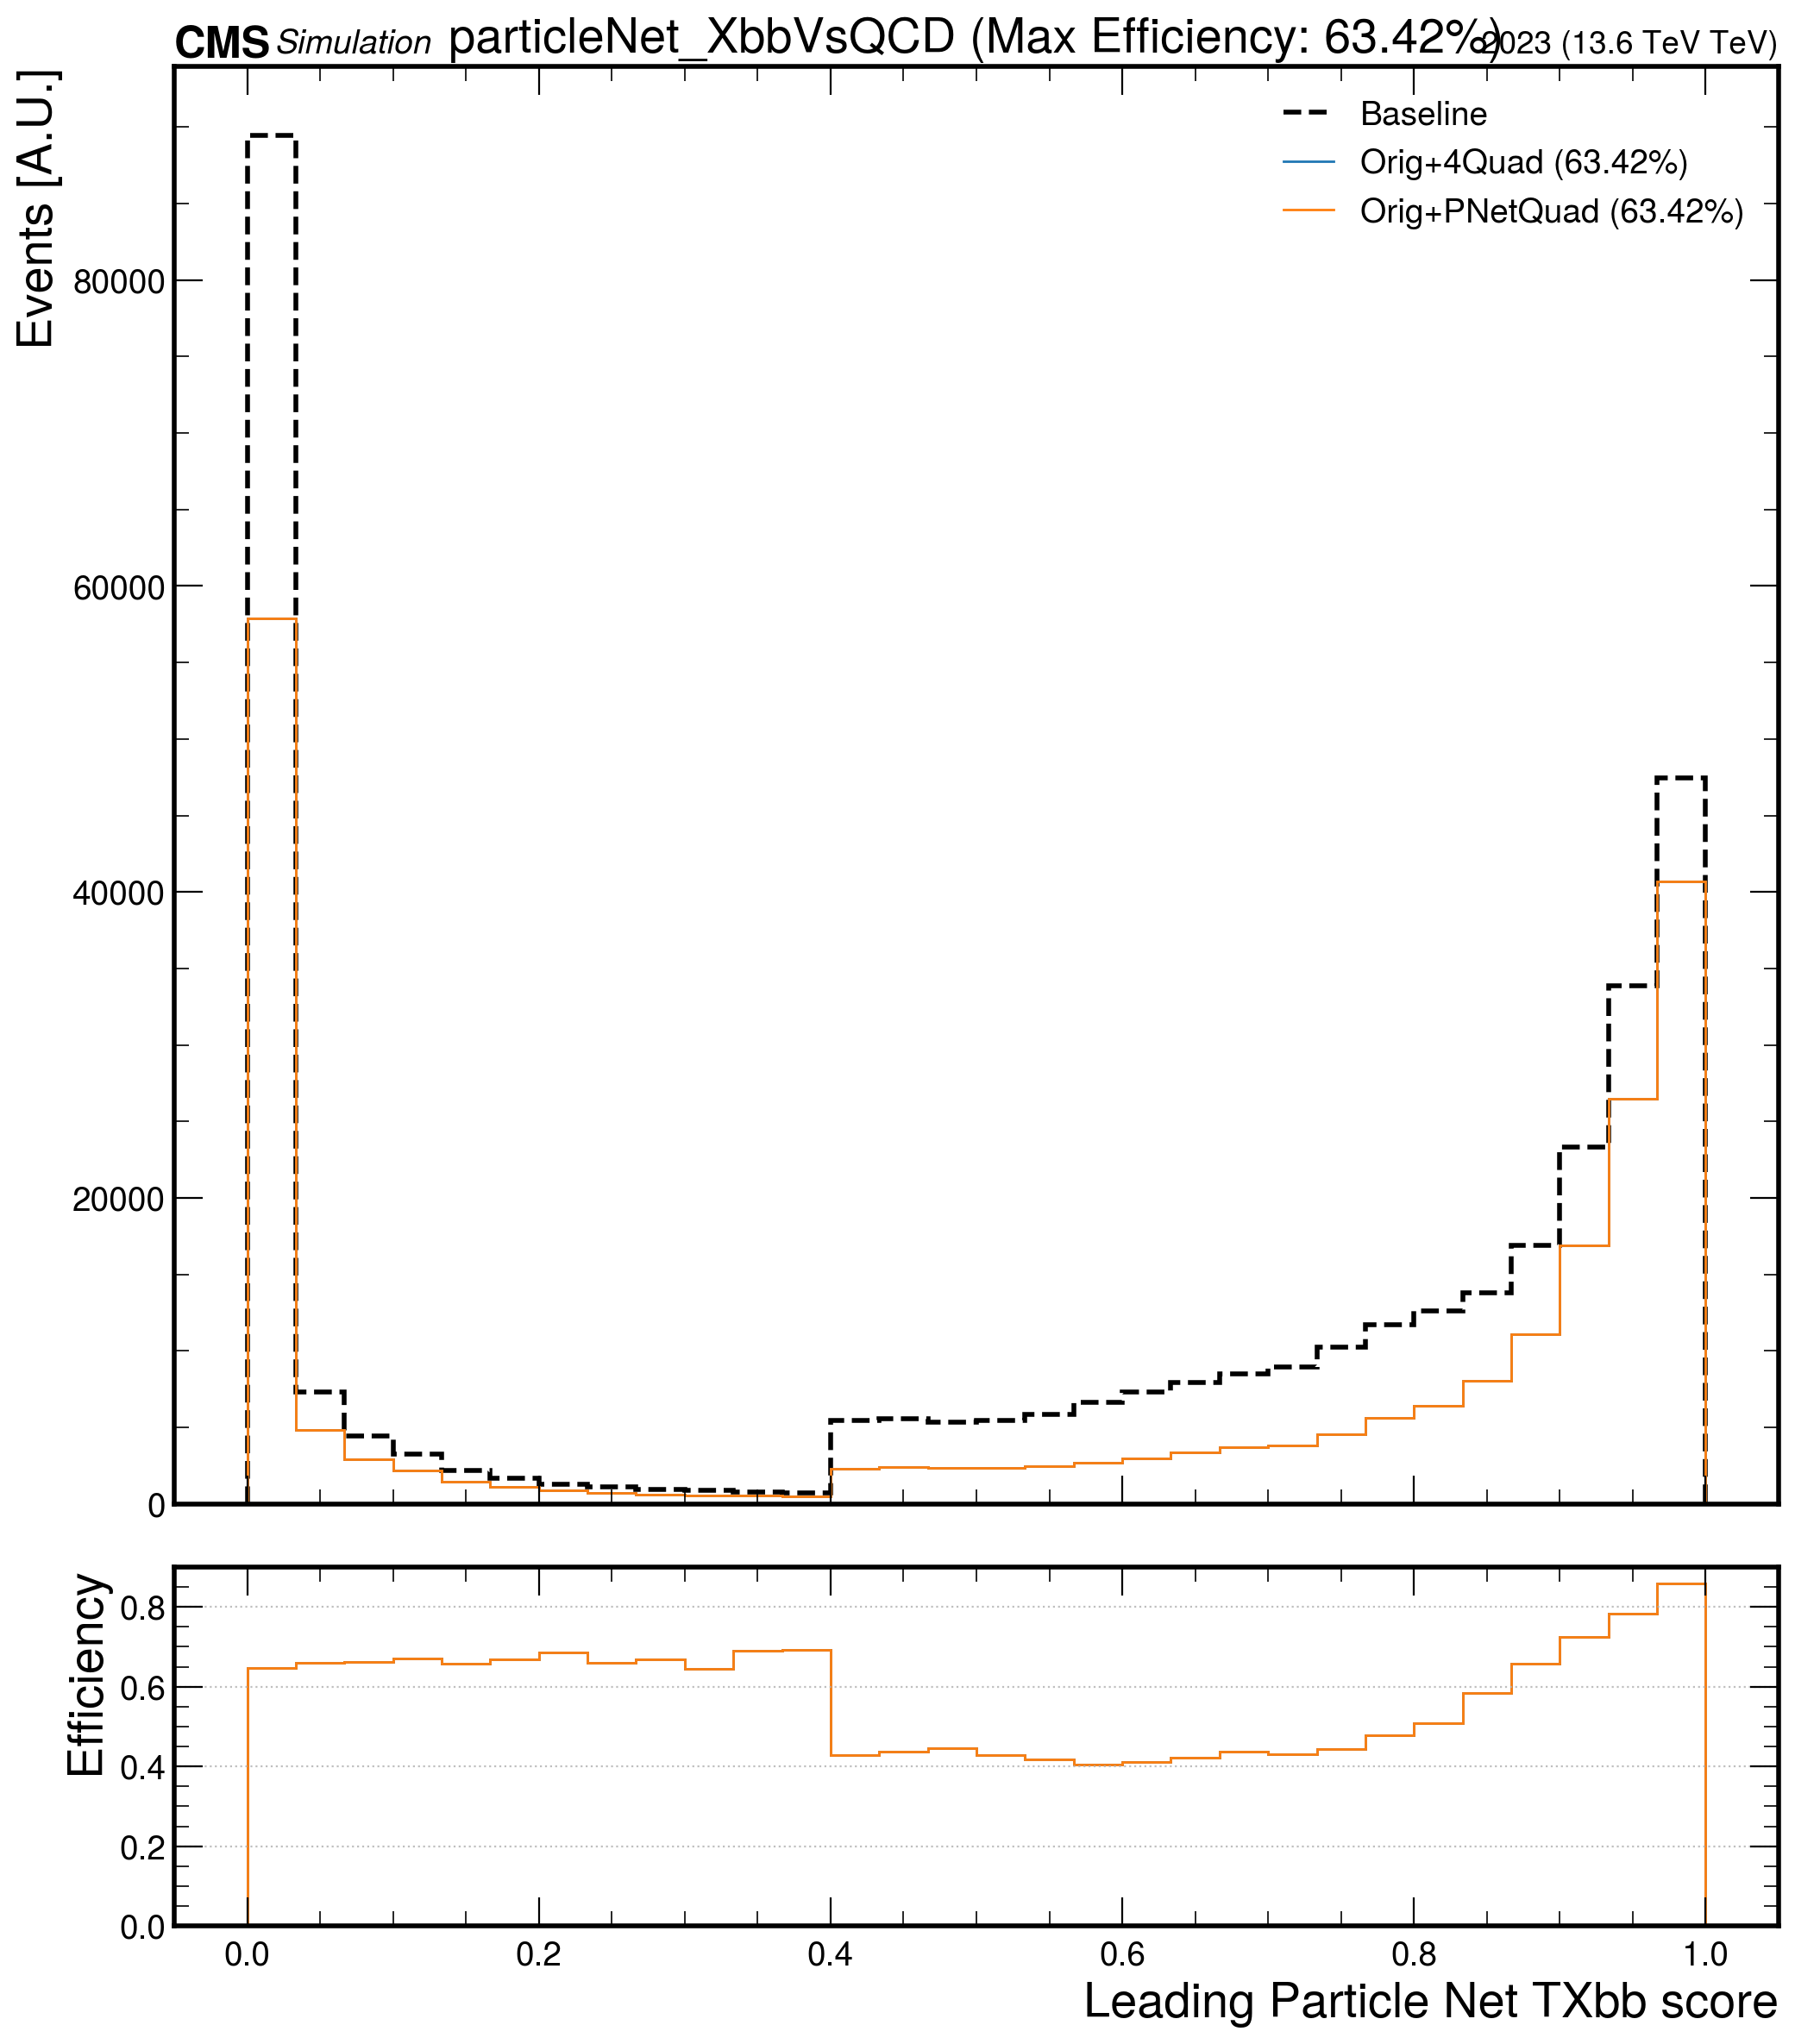 CMS Simulation particleNet_XbbVsQCD (Max Efficiency: 63.42%) 2023 (13.6 TeV TeV)
Events [A.U.]
Baseline
Orig+4Quad (63.42%)
Orig+PNetQuad (63.42%)
80000
60000
40000
20000
0
Efficiency
0.8
0.6
0.4
0.2
0.0
0.0 0.2 0.4 0.6 0.8 1.0
Leading Particle Net TXbb score